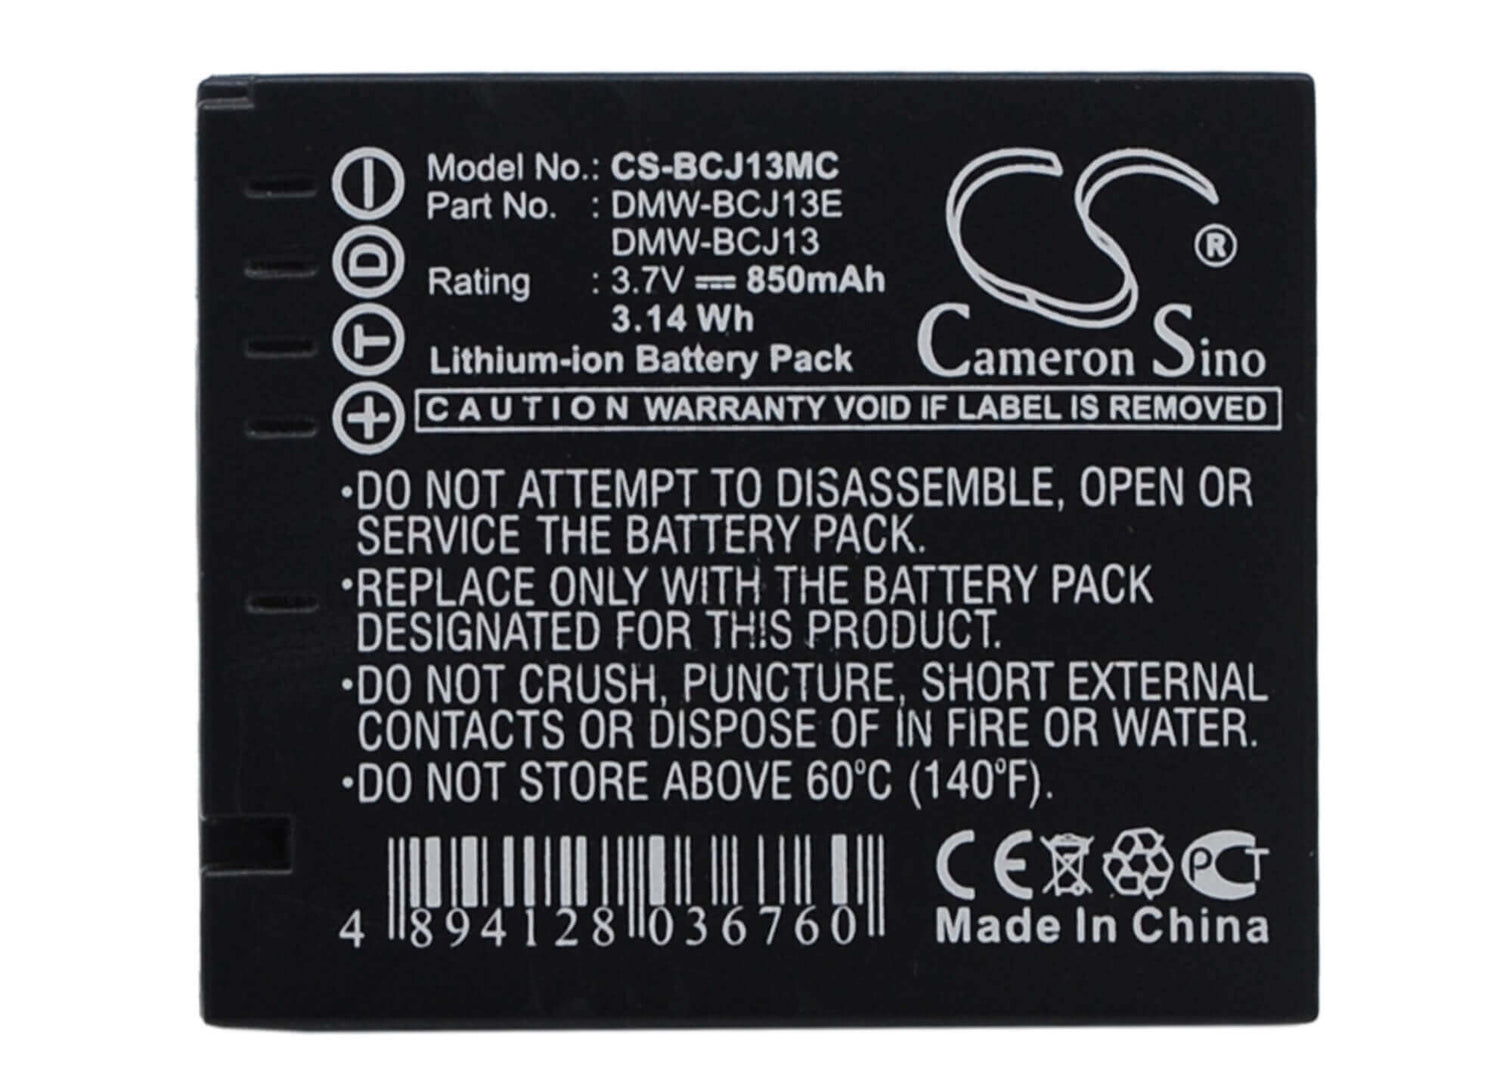 Model No.: CS-BCJ13MC
Part No. : DMW-BCJ13E
DMW-BCJ13
Rating : 3.7V 850mAh
3.14 Wh
Lithium-ion Battery Pack
− D T +
CS ®
Cameron Sino
CAUTION WARRANTY VOID IF LABEL IS REMOVED
•DO NOT ATTEMPT TO DISASSEMBLE, OPEN OR
SERVICE THE BATTERY PACK.
•REPLACE ONLY WITH THE BATTERY PACK
DESIGNATED FOR THIS PRODUCT.
•DO NOT CRUSH, PUNCTURE, SHORT EXTERNAL
CONTACTS OR DISPOSE OF IN FIRE OR WATER.
•DO NOT STORE ABOVE 60°C (140°F).
4 894128 036760
CE PCT
Made In China